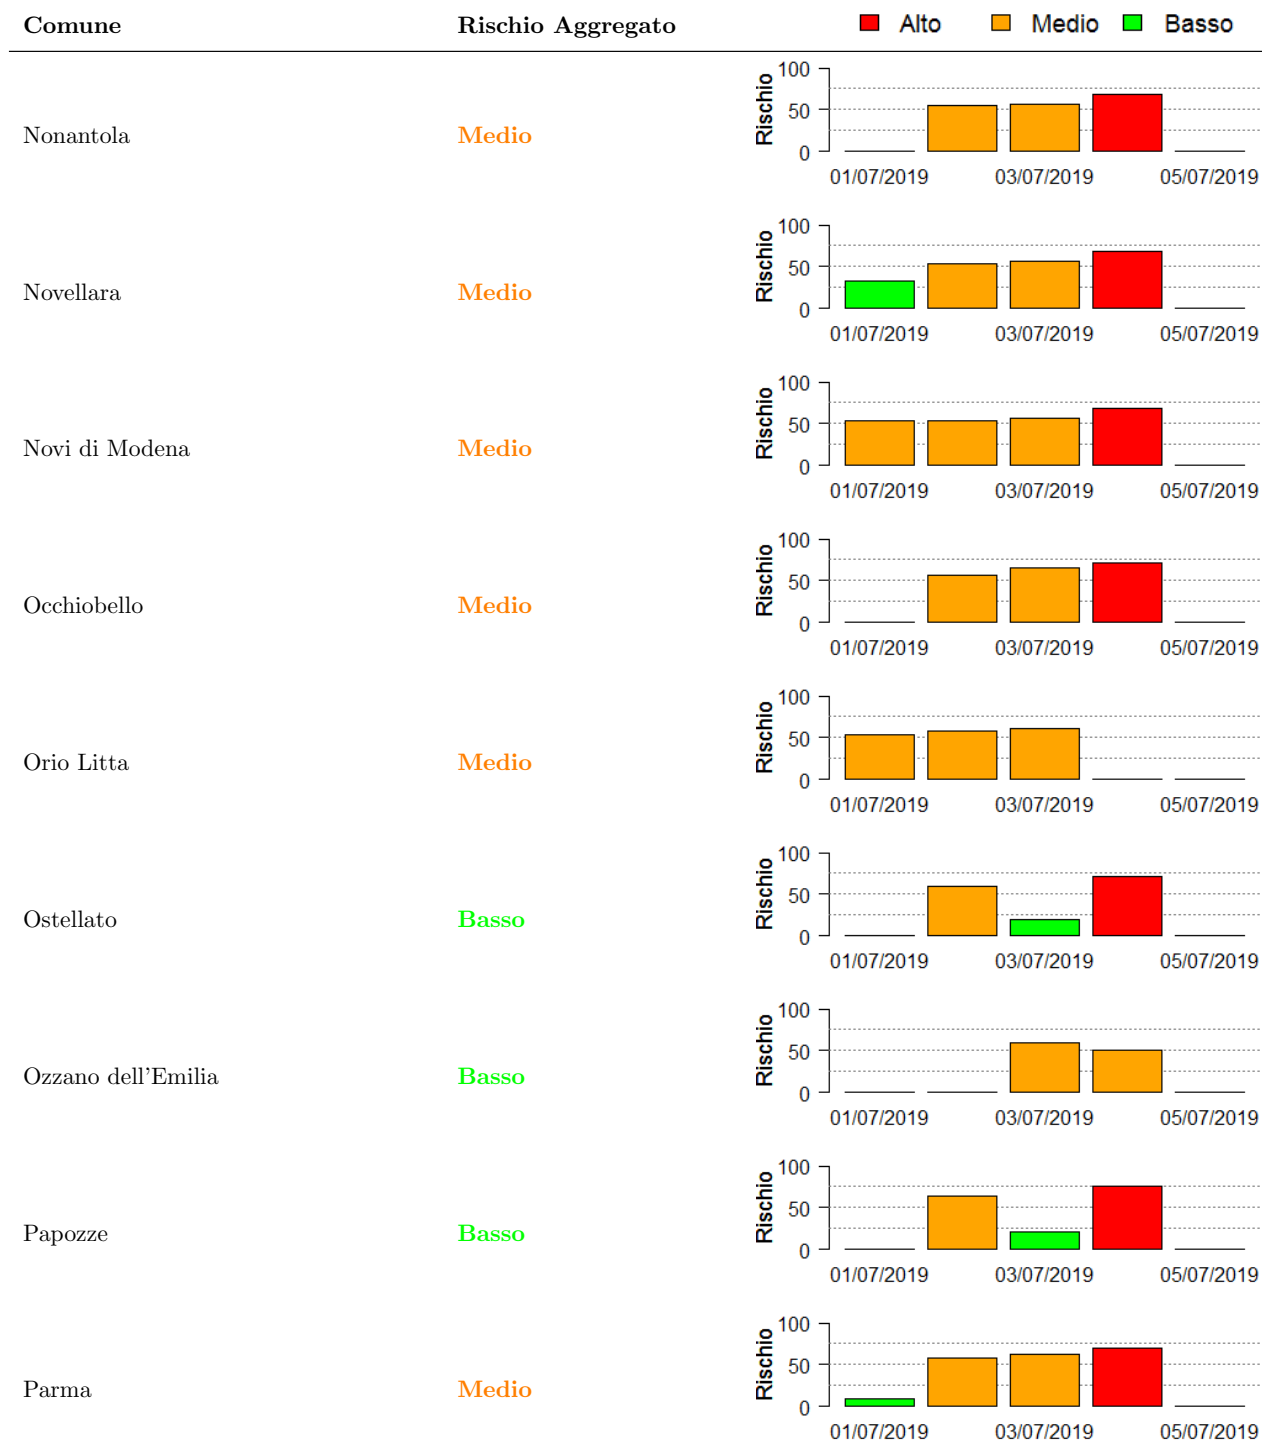 Comune Rischio Aggregato Alto Medio Basso
Nonantola Medio Rischio 100 50 0
01/07/2019 03/07/2019 05/07/2019
Novellara Medio Rischio 100 50 0
01/07/2019 03/07/2019 05/07/2019
Novi di Modena Medio Rischio 100 50 0
01/07/2019 03/07/2019 05/07/2019
Occhiobello Medio Rischio 100 50 0
01/07/2019 03/07/2019 05/07/2019
Orio Litta Medio Rischio 100 50 0
01/07/2019 03/07/2019 05/07/2019
Ostellato Basso Rischio 100 50 0
01/07/2019 03/07/2019 05/07/2019
Ozzano dell'Emilia Basso Rischio 100 50 0
01/07/2019 03/07/2019 05/07/2019
Papozze Basso Rischio 100 50 0
01/07/2019 03/07/2019 05/07/2019
Parma Medio Rischio 100 50 0
01/07/2019 03/07/2019 05/07/2019